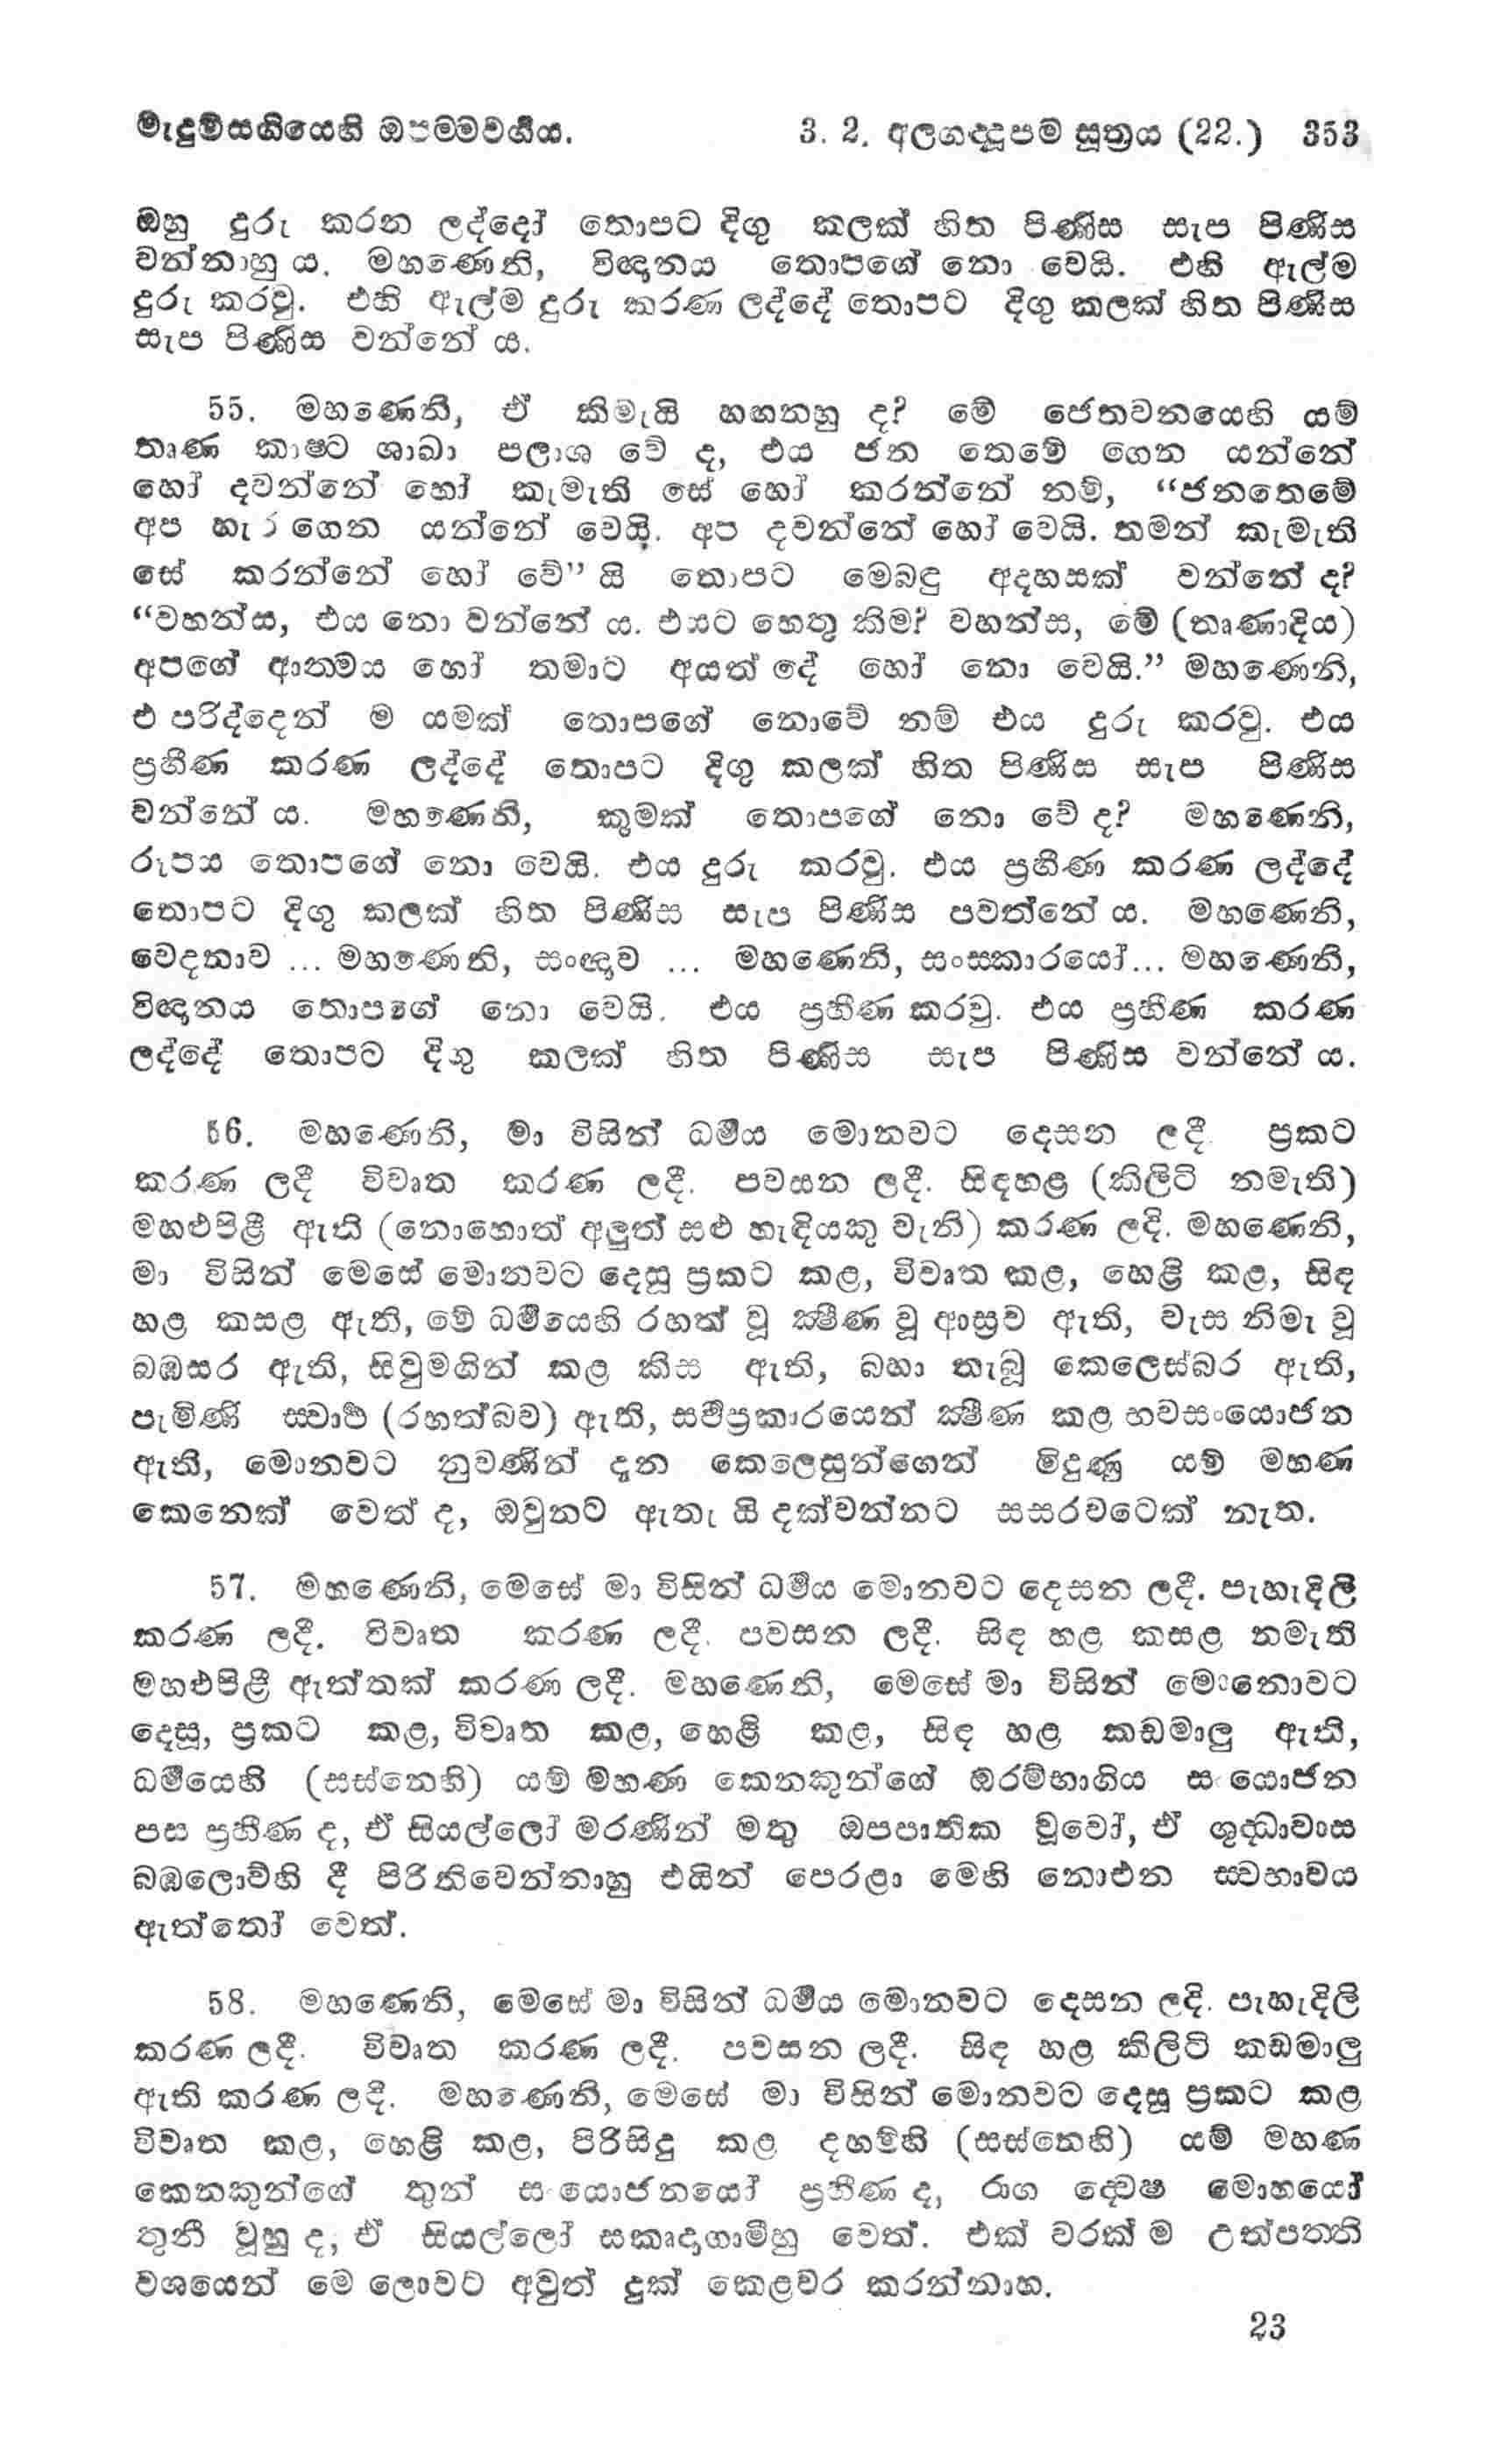 මැදුම්සඟියෙහි ඔපම්මවර්‍ගය. 3. 2. අලගද්දූපම සූත්‍රය (22.) 353
ඔහු දුරු කරන ලද්දෝ තොපට දිගු කලක් හිත පිණිස සැප පිණිස
වන්නාහු ය. මහණෙනි, විඥානය තොපගේ නො වෙයි. එහි ඇල්ම
දුරු කරවු. එහි ඇල්ම දුරු කරණ ලද්දේ තොපට දිගු කලක් හිත පිණිස
සැප පිණිස වන්නේ ය.
55. මහණෙනි, ඒ කිමැයි හඟනහු ද? මේ ජෙතවනයෙහි යම්
තෘණ කාෂ්ට ශාඛා පලාශ වේ ද, එය ජන තෙමේ ගෙන යන්නේ
හෝ දවන්නේ හෝ කැමැති සේ හෝ කරන්නේ නම්, “ජනතෙමේ
අප හැර ගෙන යන්නේ වෙයි. අප දවන්නේ හෝ වෙයි. තමන් කැමැති
සේ කරන්නේ හෝ වේ” යි තොපට මෙබඳු අදහසක් වන්නේ ද?
“වහන්ස, එය නො වන්නේ ය. එයට හෙතු කිම? වහන්ස, මේ (තෘණාදිය)
අපගේ ආත්මය හෝ තමාට අයත් දේ හෝ නො වෙයි.” මහණෙනි,
එ පරිද්දෙන් ම යමක් තොපගේ නොවේ නම් එය දුරු කරවු. එය
ප්‍රහීණ කරණ ලද්දේ තොපට දිගු කලක් හිත පිණිස සැප පිණිස
වන්නේ ය. මහණෙනි, කුමක් තොපගේ නො වේ ද? මහණෙනි,
රූපය තොපගේ නො වෙයි. එය දුරු කරවු. එය ප්‍රහීණ කරණ ලද්දේ
තොපට දිගු කලක් හිත පිණිස සැප පිණිස පවත්නේ ය. මහණෙනි,
වෙදනාව ... මහණෙනි, සංඥාව ... මහණෙනි, සංස්කාරයෝ... මහණෙනි,
විඥානය තොපගේ නො වෙයි. එය ප්‍රහීණ කරවු. එය ප්‍රහීණ කරණ
ලද්දේ තොපට දිගු කලක් හිත පිණිස සැප පිණිස වන්නේ ය.
56. මහණෙනි, මා විසින් ධර්‍මය මොනවට දෙසන ලදී. ප්‍රකට
කරණ ලදී විවෘත කරණ ලදී. පවසන ලදී. සිඳහළ (කිලිටි නමැති)
මහළුපිළී ඇති (නොහොත් අලුත් සළු හැඳියකු වැනි) කරණ ලදි. මහණෙනි,
මා විසින් මෙසේ මොනවට දෙසූ ප්‍රකට කළ, විවෘත කළ, හෙළි කළ, සිඳ
හළ කසළ ඇති, මේ ධර්‍මයෙහි රහත් වූ ක්‍ෂීණ වූ ආස්‍රව ඇති, වැස නිමැ වූ
බඹසර ඇති, සිවුමගින් කළ කිස ඇති, බහා තැබූ කෙලෙස්බර ඇති,
පැමිණි ස්වාර්‍ථ (රහත්බව) ඇති, සර්‍වප්‍රකාරයෙන් ක්‍ෂීණ කළ භවසංයොජන
ඇති, මොනවට නුවණින් දැන කෙලෙසුන්ගෙන් මිදුණු යම් මහණ
කෙනෙක් වෙත් ද, ඔවුනට ඇතැ යි දක්වන්නට සසරවටෙක් නැත.
57. මහණෙනි, මෙසේ මා විසින් ධර්‍මය මොනවට දෙසන ලදී. පැහැදිලි
කරණ ලදී. විවෘත කරණ ලදී. පවසන ලදී. සිඳ හළ කසළ නමැති
මහළුපිළී ඇත්තක් කරණ ලදී. මහණෙනි, මෙසේ මා විසින් මොනොවට
දෙසූ, ප්‍රකට කළ, විවෘත කළ, හෙළි කළ, සිඳ හළ කඩමාලු ඇති,
ධර්‍මයෙහි (සස්නෙහි) යම් මහණ කෙනකුන්ගේ ඔරම්භාගිය සංයොජන
පස ප්‍රහීණ ද, ඒ සියල්ලෝ මරණින් මතු ඔපපාතික වූවෝ, ඒ ශුද්ධාවාස
බඹලොව්හි දී පිරිනිවෙන්නාහු එයින් පෙරළා මෙහි නොඑන ස්වභාවය
ඇත්තෝ වෙත්.
58. මහණෙනි, මෙසේ මා විසින් ධර්‍මය මොනවට දෙසන ලදි. පැහැදිලි
කරණ ලදී. විවෘත කරණ ලදී. පවසන ලදී. සිඳ හළ කිලිටි කඩමාලු
ඇති කරණ ලදි. මහණෙනි, මෙසේ මා විසින් මොනවට දෙසූ ප්‍රකට කළ
විවෘත කළ, හෙළි කළ, පිරිසිදු කළ දහම්හි (සස්නෙහි) යම් මහණ
කෙනකුන්ගේ තුන් සංයොජනයෝ ප්‍රහීණ ද, රාග ද්වෙෂ මොහයෝ
තුනී වූහු ද, ඒ සියල්ලෝ සකෘදාගාමීහු වෙත්. එක් වරක් ම උත්පත්ති
වශයෙන් මෙ ලොවට අවුත් දුක් කෙළවර කරන්නාහ.
23